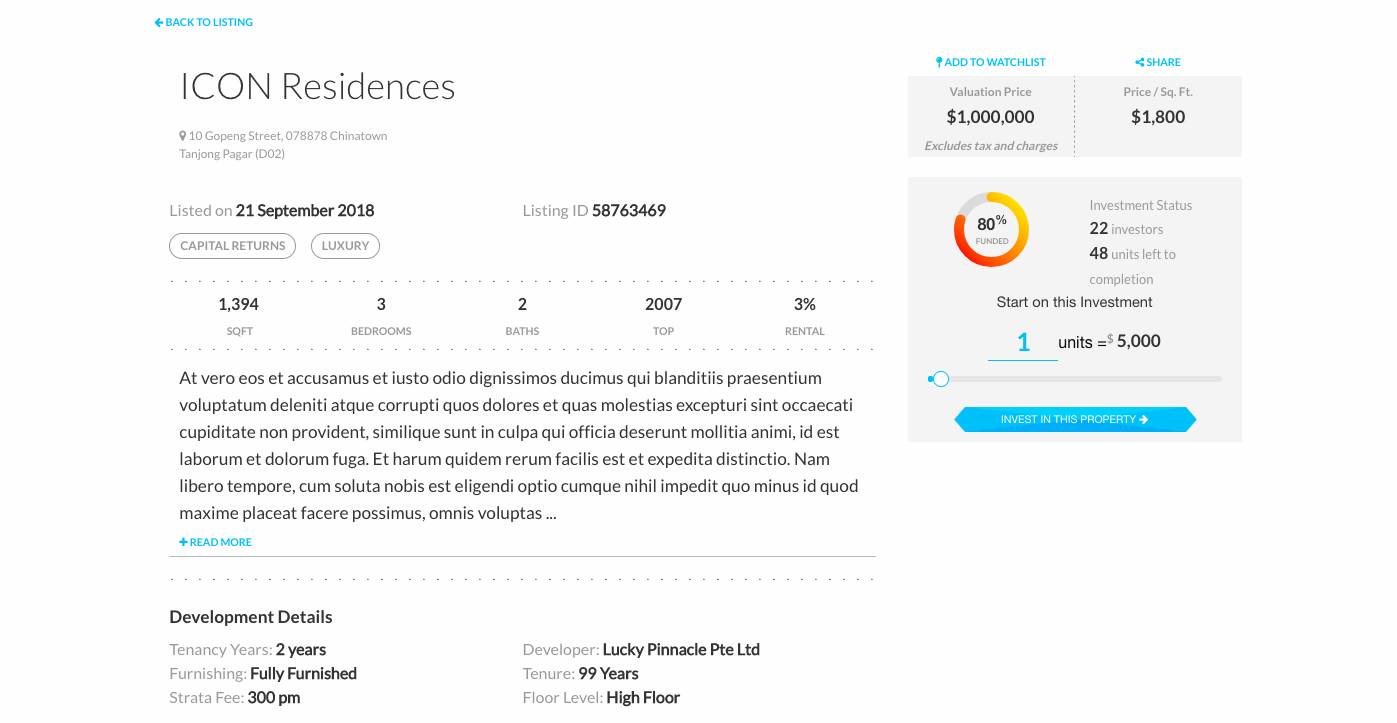 BACK TO LISTING
ICON Residences
10 Gopeng Street, 078878 Chinatown
Tanjong Pagar (D02)
Listed on 21 September 2018
Listing ID 58763469
CAPITAL RETURNS
LUXURY
1,394
3
2
2007
3%
SQFT
BEDROOMS
BATHS
TOP
RENTAL
At vero eos et accusamus et iusto odio dignissimos ducimus qui blanditiis praesentium
voluptatum deleniti atque corrupti quos dolores et quas molestias excepturi sint occaecati
cupiditate non provident, similique sunt in culpa qui officia deserunt mollitia animi, id est
laborum et dolorum fuga. Et harum quidem rerum facilis est et expedita distinctio. Nam
libero tempore, cum soluta nobis est eligendi optio cumque nihil impedit quo minus id quod
maxime placeat facere possimus, omnis voluptas ...
READ MORE
Development Details
Tenancy Years: 2 years
Furnishing: Fully Furnished
Strata Fee: 300 pm
Developer: Lucky Pinnacle Pte Ltd
Tenure: 99 Years
Floor Level: High Floor
ADD TO WATCHLIST
SHARE
Valuation Price
$1,000,000
Excludes tax and charges
Price / Sq. Ft.
$1,800
80%
FUNDED
Investment Status
22 investors
48 units left to
completion
Start on this Investment
1 units =$ 5,000
INVEST IN THIS PROPERTY